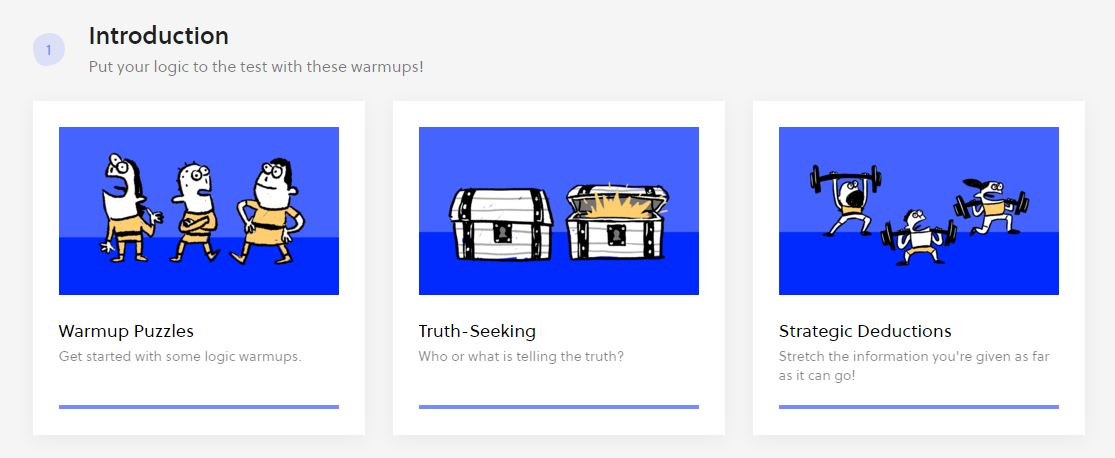 1
Introduction
Put your logic to the test with these warmups!
Warmup Puzzles
Get started with some logic warmups.
Truth-Seeking
Who or what is telling the truth?
Strategic Deductions
Stretch the information you're given as far
as it can go!